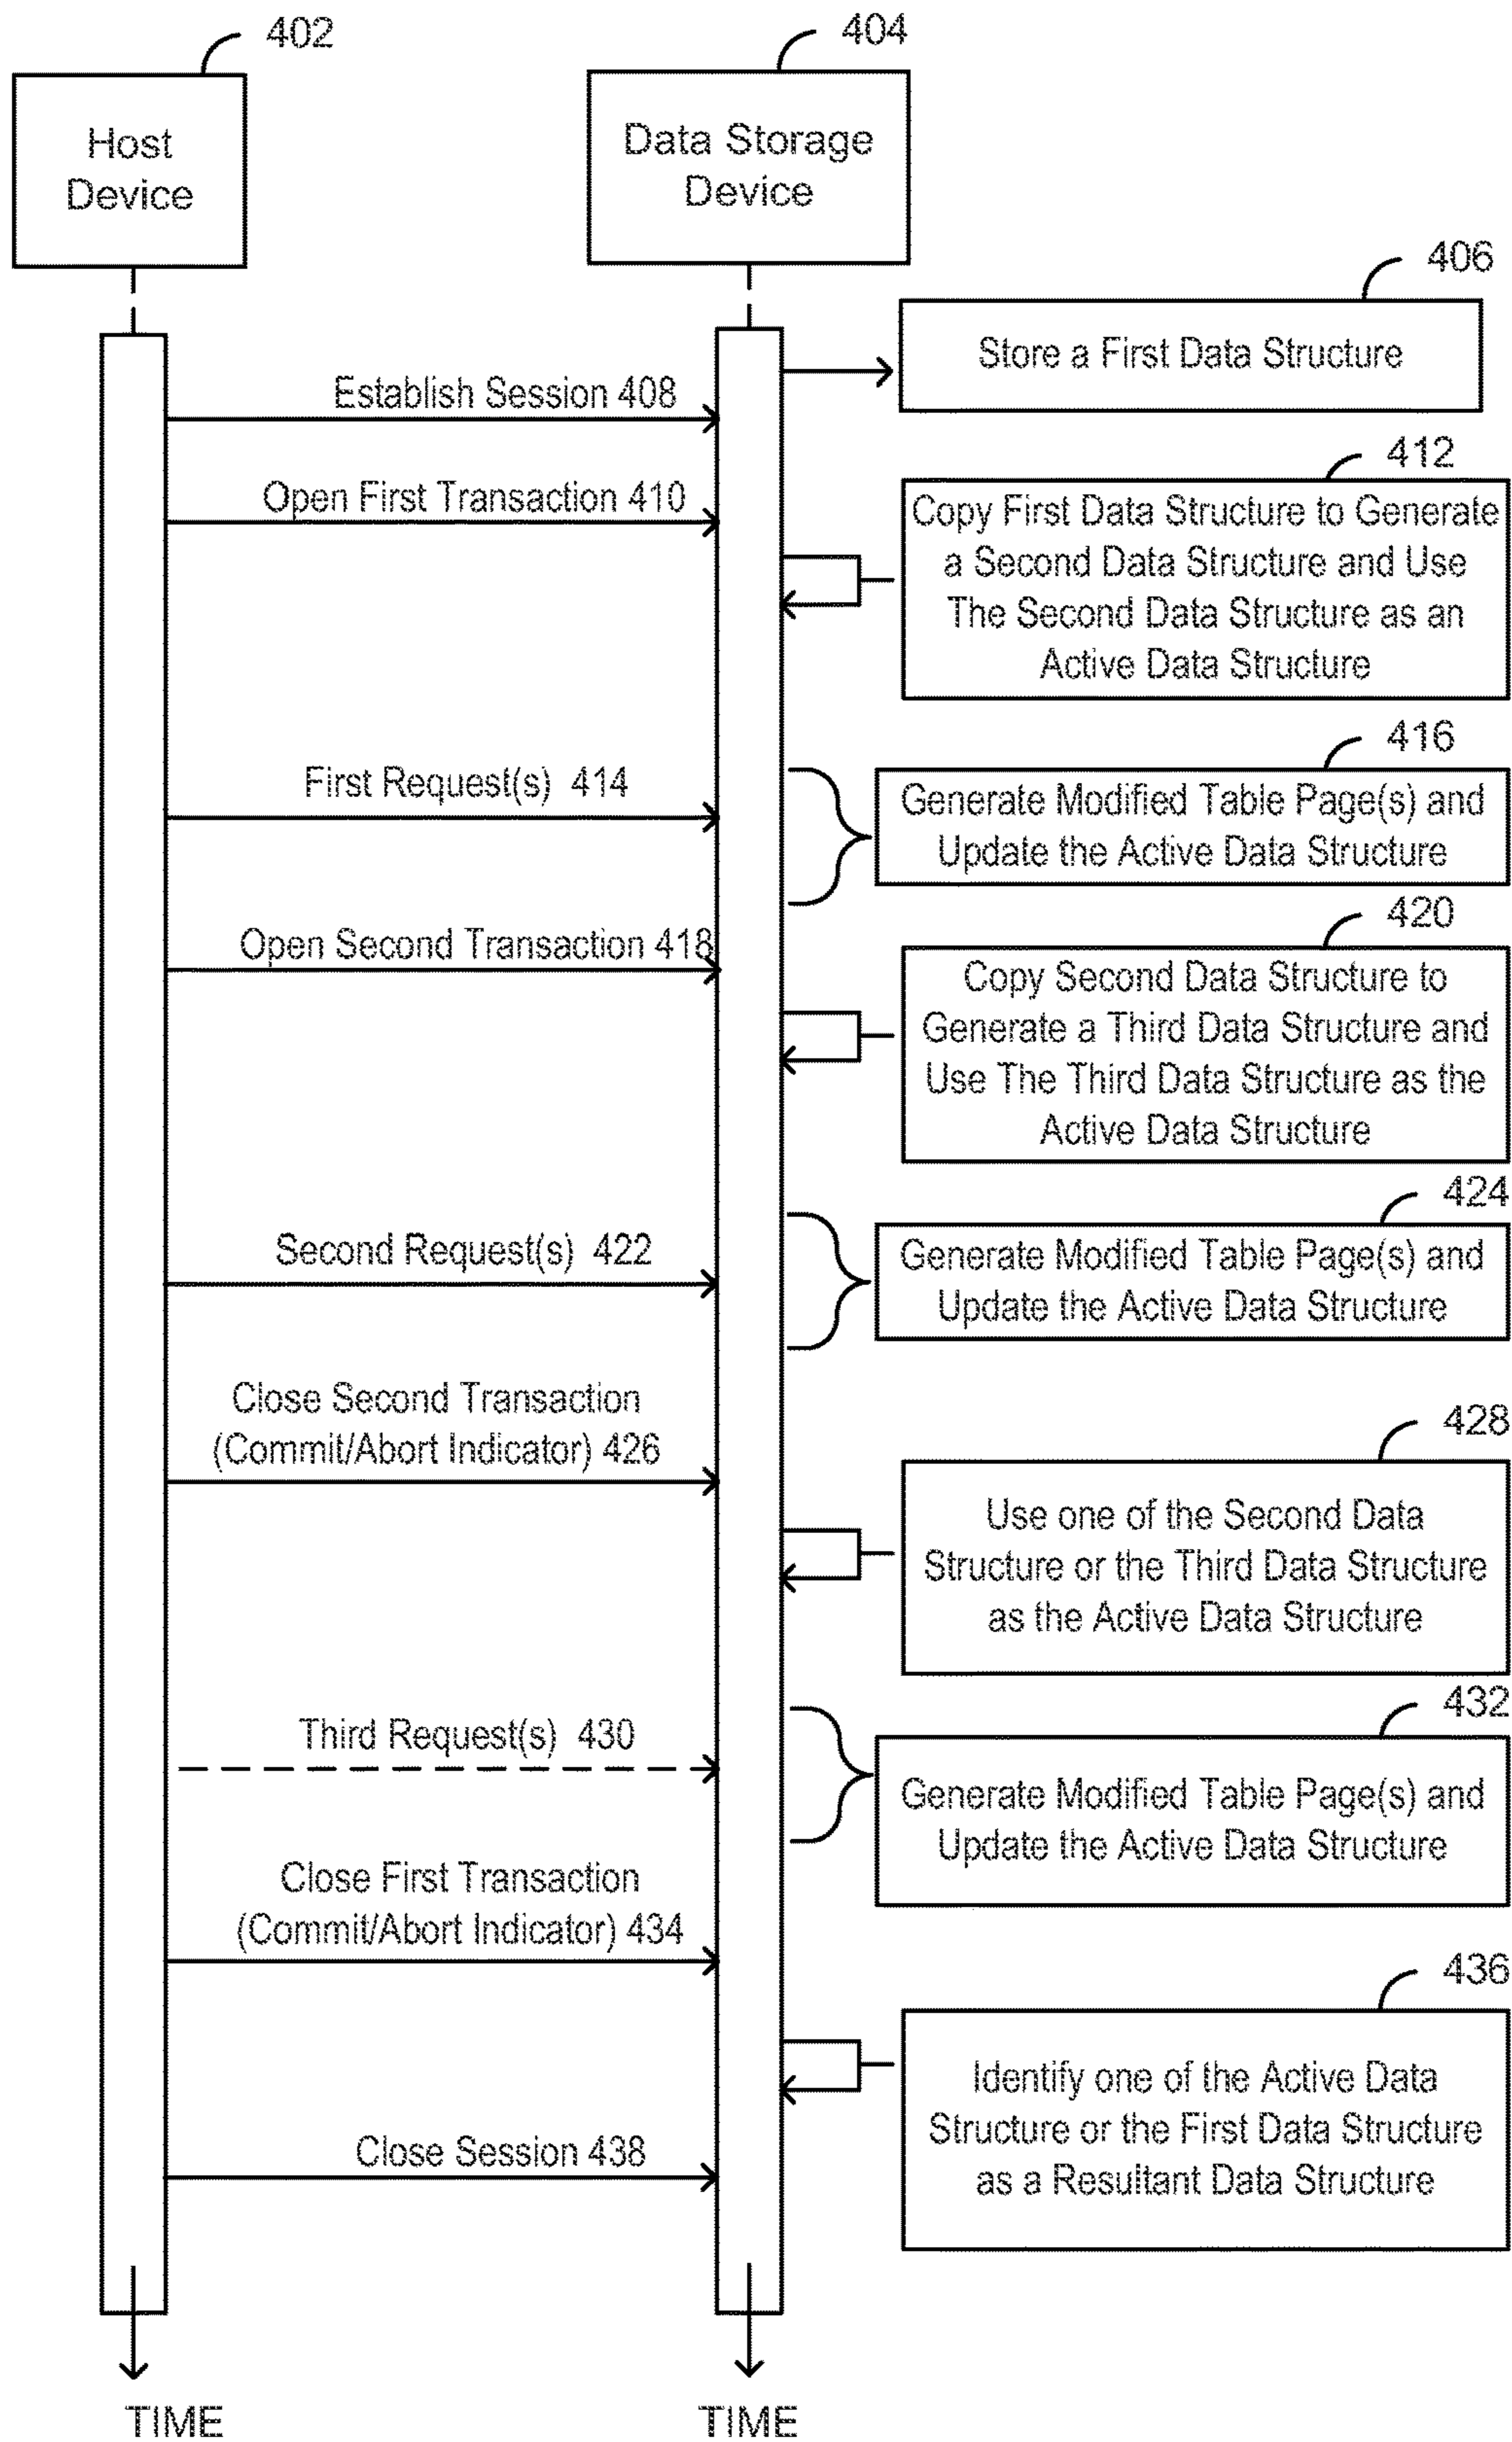 402
404
Host
Device
Data Storage
Device
406
Store a First Data Structure
Establish Session 408
412
Open First Transaction 410
Copy First Data Structure to Generate
a Second Data Structure and Use
The Second Data Structure as an
Active Data Structure
416
First Request(s) 414
Generate Modified Table Page(s) and
Update the Active Data Structure
420
Open Second Transaction 418
Copy Second Data Structure to
Generate a Third Data Structure and
Use The Third Data Structure as the
Active Data Structure
424
Second Request(s) 422
Generate Modified Table Page(s) and
Update the Active Data Structure
Close Second Transaction
(Commit/Abort Indicator) 426
428
Use one of the Second Data
Structure or the Third Data Structure
as the Active Data Structure
432
Third Request(s) 430
Generate Modified Table Page(s) and
Update the Active Data Structure
Close First Transaction
(Commit/Abort Indicator) 434
436
Identify one of the Active Data
Structure or the First Data Structure
as a Resultant Data Structure
Close Session 438
TIME
TIME